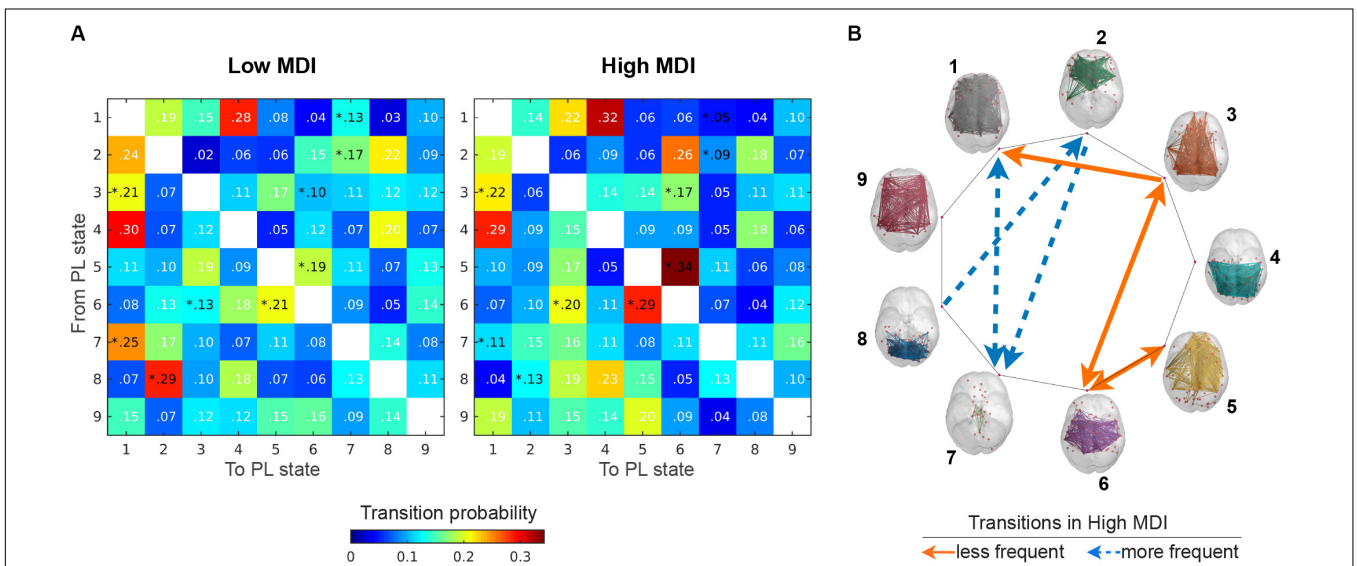 A
B
Low MDI
High MDI
1 .19 .15 .28 .08 .04 *.13 .03 .10
2 .24 .02 .06 .06 .15 *.17 .22 .09
3 *.21 .07 .11 .17 *.10 .11 .12 .12
4 .30 .07 .12 .05 .12 .07 .20 .07
5 .11 .10 .19 .09 *.19 .11 .07 .13
6 .08 .13 *.13 .18 *.21 .09 .05 .14
7 *.25 .17 .10 .07 .11 .08 .14 .08
8 .07 *.29 .10 .18 .07 .06 .13 .11
9 .15 .07 .12 .12 .15 .16 .09 .14
1 2 3 4 5 6 7 8 9
From PL state
To PL state
.14 .22 .32 .06 .06 *.05 .04 .10
.19 .06 .09 .06 .26 *.09 .18 .07
*.22 .06 .14 .14 *.17 .05 .11 .11
.29 .09 .15 .09 .09 .05 .18 .06
.10 .09 .17 .05 *.34 .11 .06 .08
.07 .10 *.20 .11 *.29 .07 .04 .12
*.11 .15 .16 .11 .08 .11 .11 .16
.04 *.13 .19 .23 .15 .05 .13 .10
.19 .11 .15 .14 .20 .09 .04 .08
1 2 3 4 5 6 7 8 9
To PL state
Transition probability
0 0.1 0.2 0.3
1
2
3
4
5
6
7
8
9
Transitions in High MDI
less frequent
more frequent